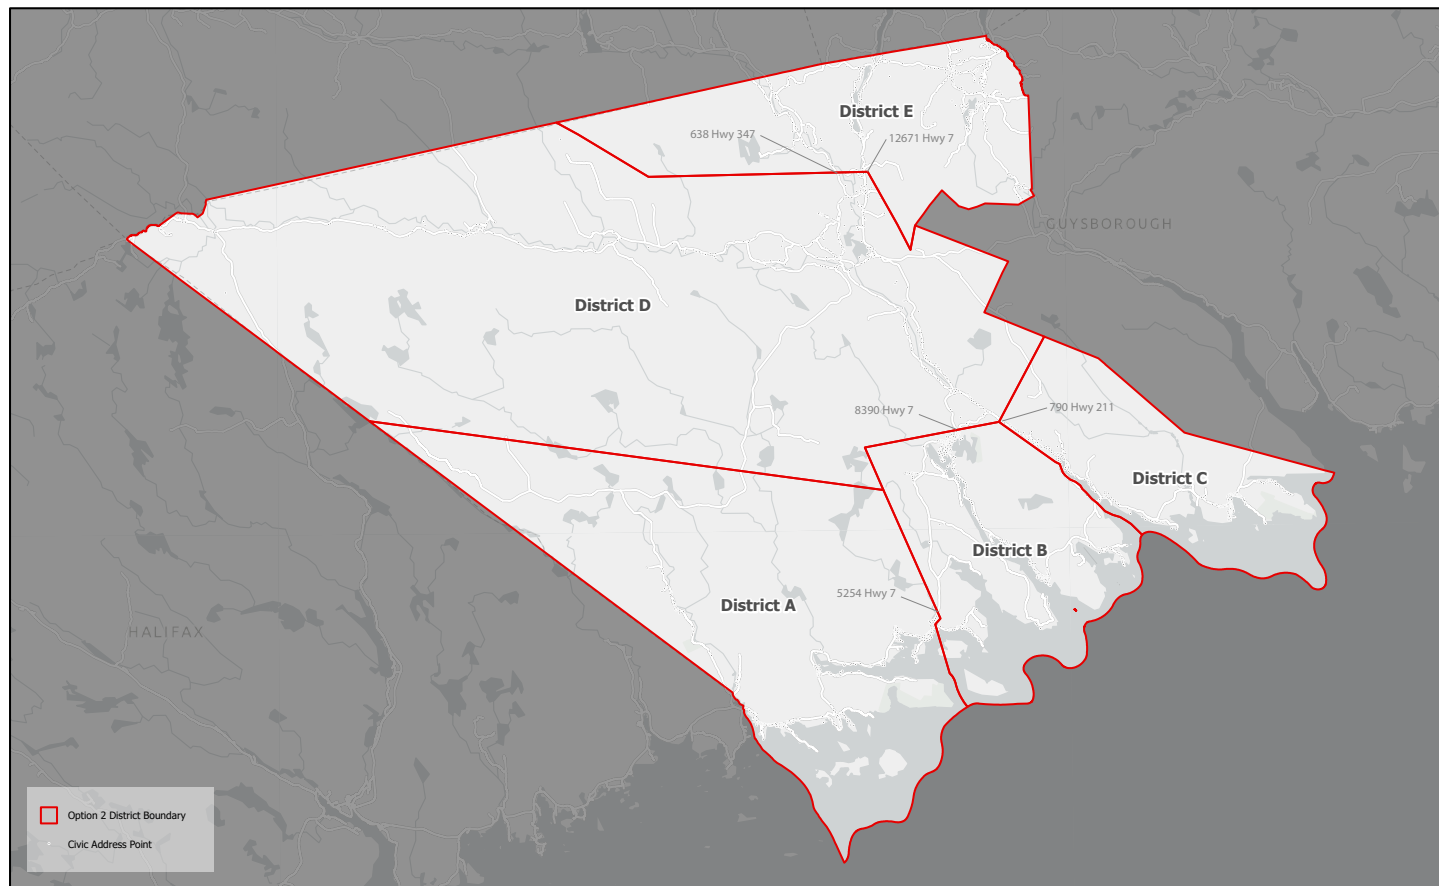 District E
638 Hwy 347
12671 Hwy 7
GUYSBOROUGH
District D
8390 Hwy 7
790 Hwy 211
District C
District B
5254 Hwy 7
District A
HALIFAX
Option 2 District Boundary
Civic Address Point